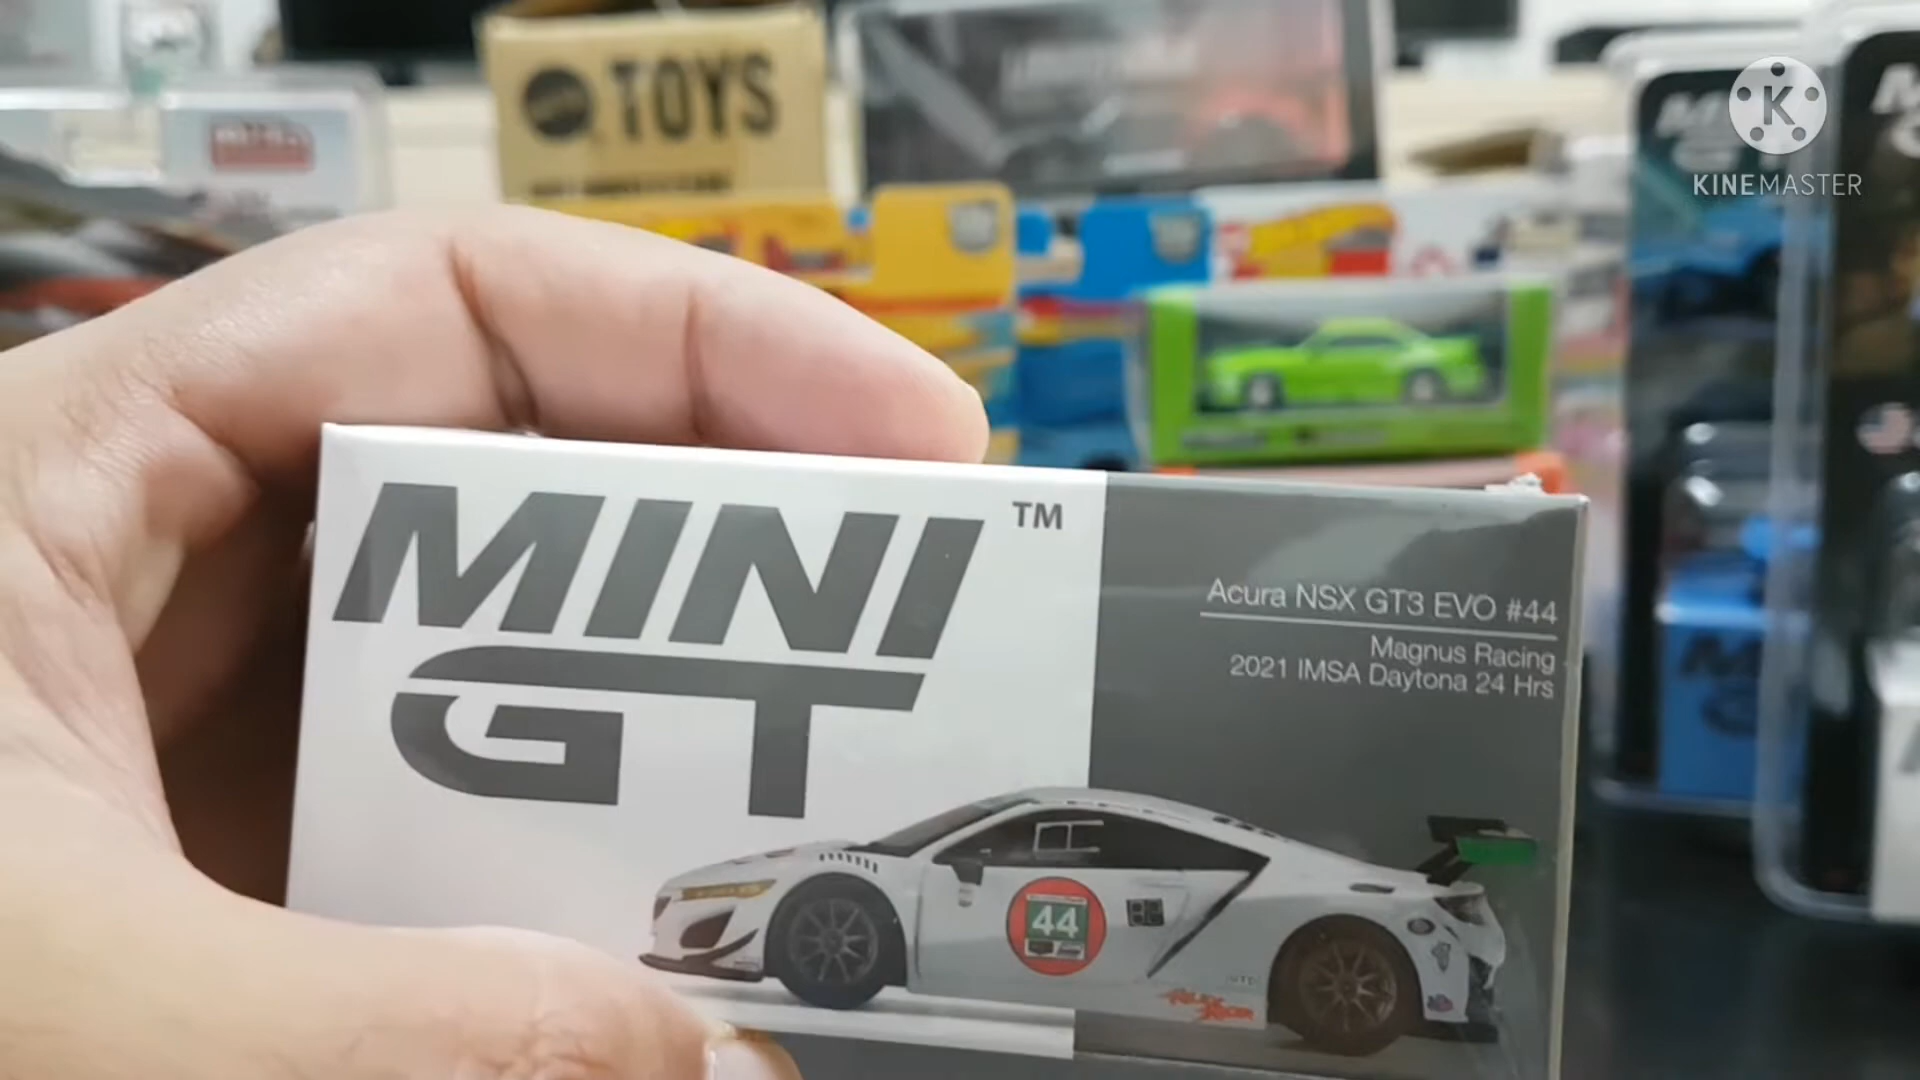 TOYS
K
KINEMASTER
MINI
GT
TM
Acura NSX GT3 EVO #44
Magnus Racing
2021 IMSA Daytona 24 Hrs
44